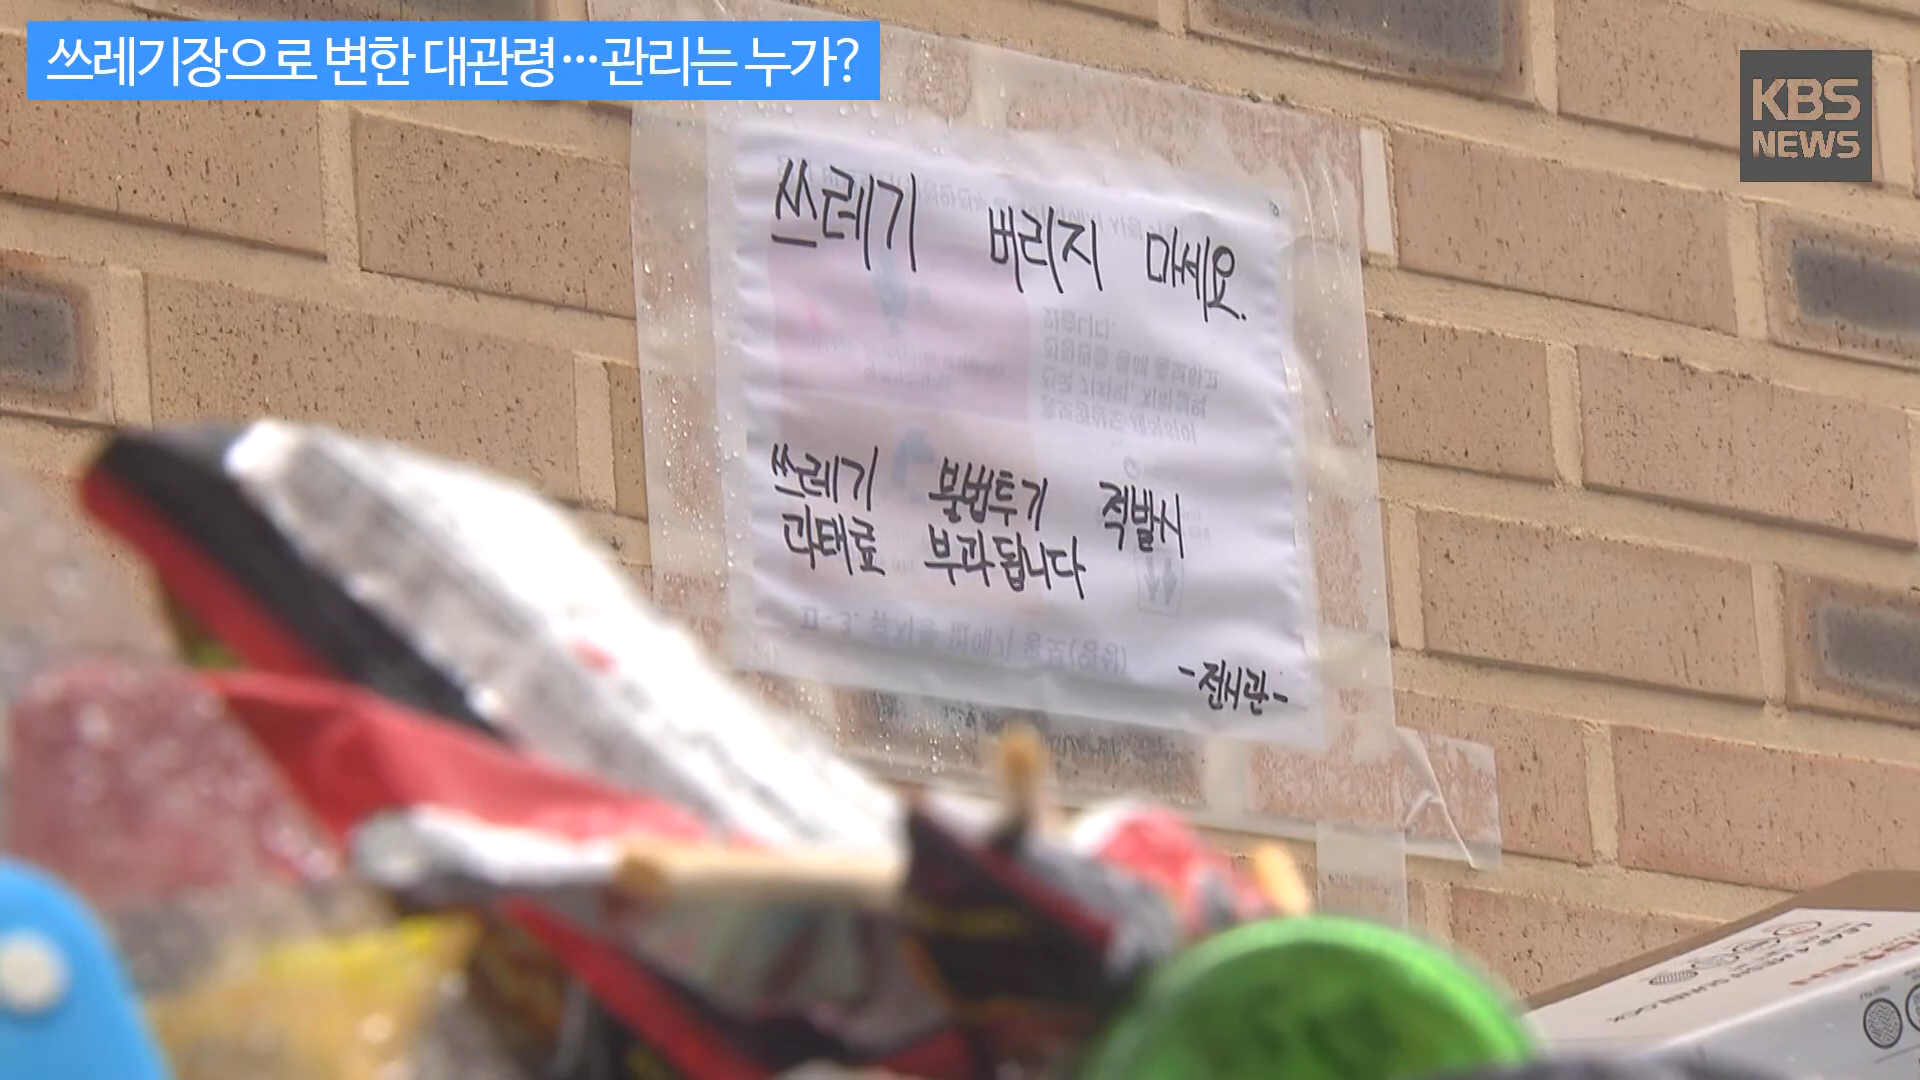 쓰레기장으로 변한 대관령…관리는 누가?
KBS
NEWS
쓰레기 버리지 마세요.
쓰레기 불법투기 적발시
과태료 부과됩니다
-전시관-